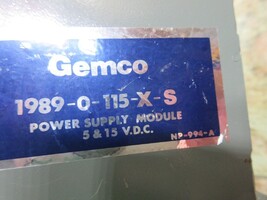 Gemco
1989-0-115-X-S
POWER SUPPLY MODULE
5 & 15 V.D.C.
NP-994-A